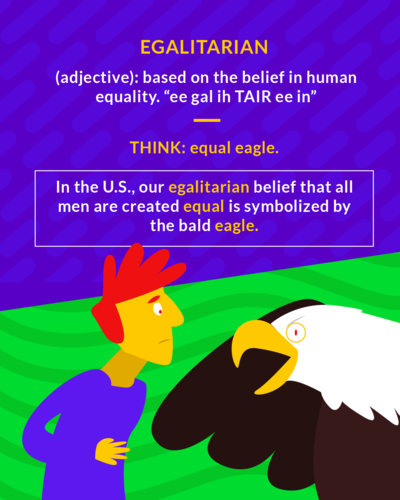 EGALITARIAN
(adjective): based on the belief in human
equality. “ee gal ih TAIR ee in”
THINK: equal eagle.
In the U.S., our egalitarian belief that all
men are created equal is symbolized by
the bald eagle.